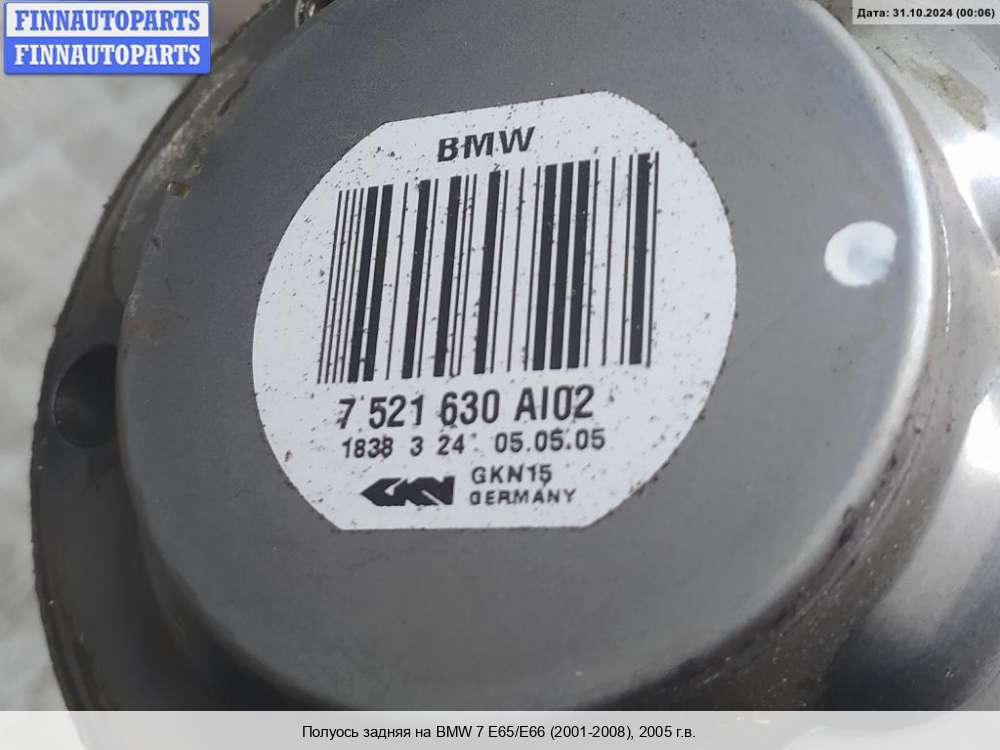 FINNAUTOPARTS
FINNAUTOPARTS
Дата: 31.10.2024 (00:06)
BMW
7 521 630 AI02
1838 3 24 05.05.05
GKN GKN15
GERMANY
Полуось задняя на BMW 7 E65/E66 (2001-2008), 2005 г.в.